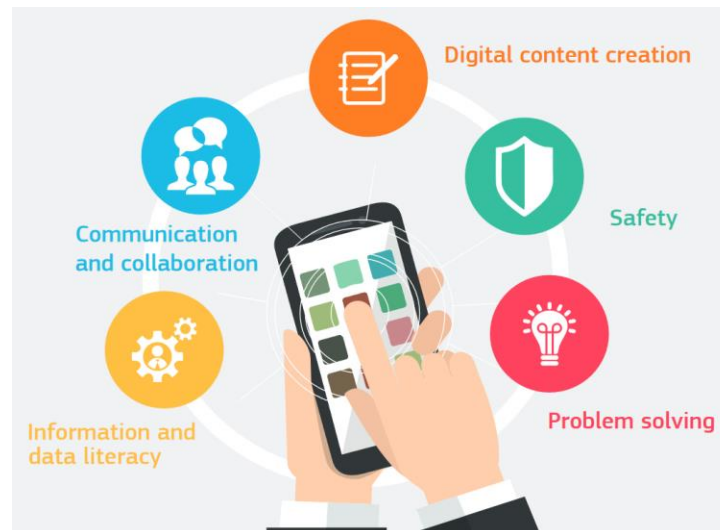 Digital content creation
Communication
and collaboration
Safety
Information and
data literacy
Problem solving